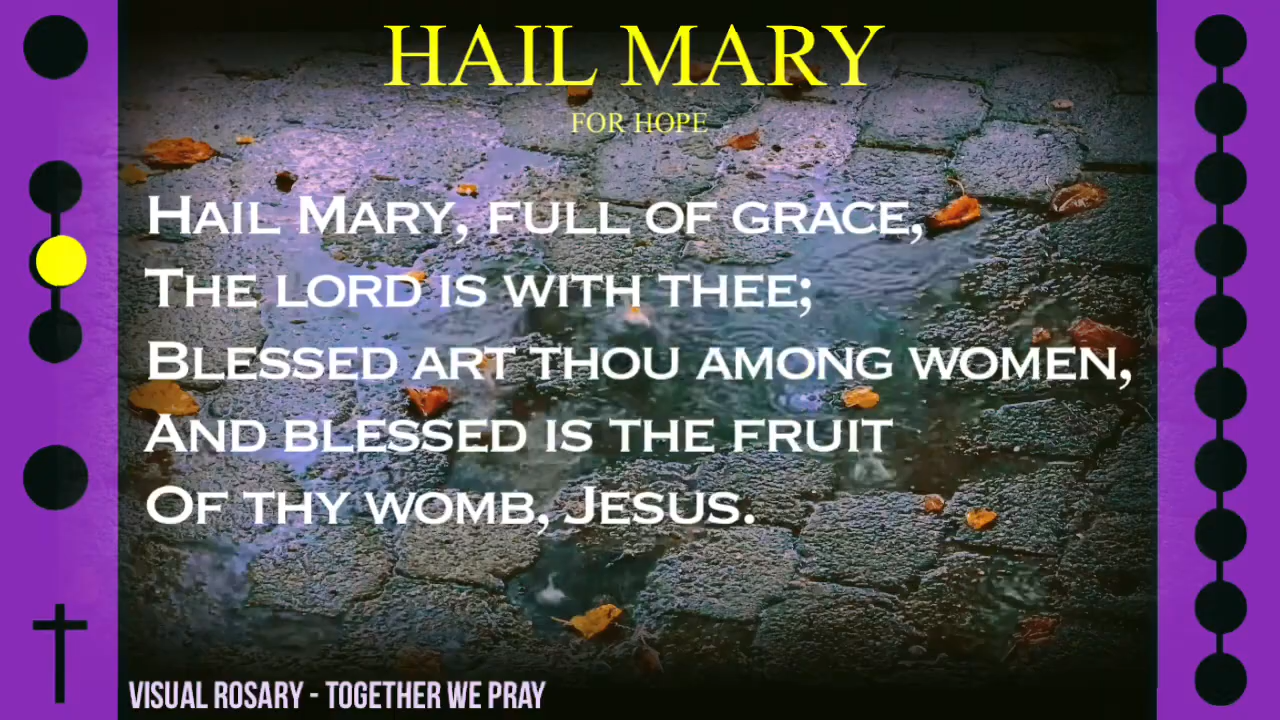 HAIL MARY
FOR HOPE
HAIL MARY, FULL OF GRACE,
THE LORD IS WITH THEE;
BLESSED ART THOU AMONG WOMEN,
AND BLESSED IS THE FRUIT
OF THY WOMB, JESUS.
VISUAL ROSARY - TOGETHER WE PRAY